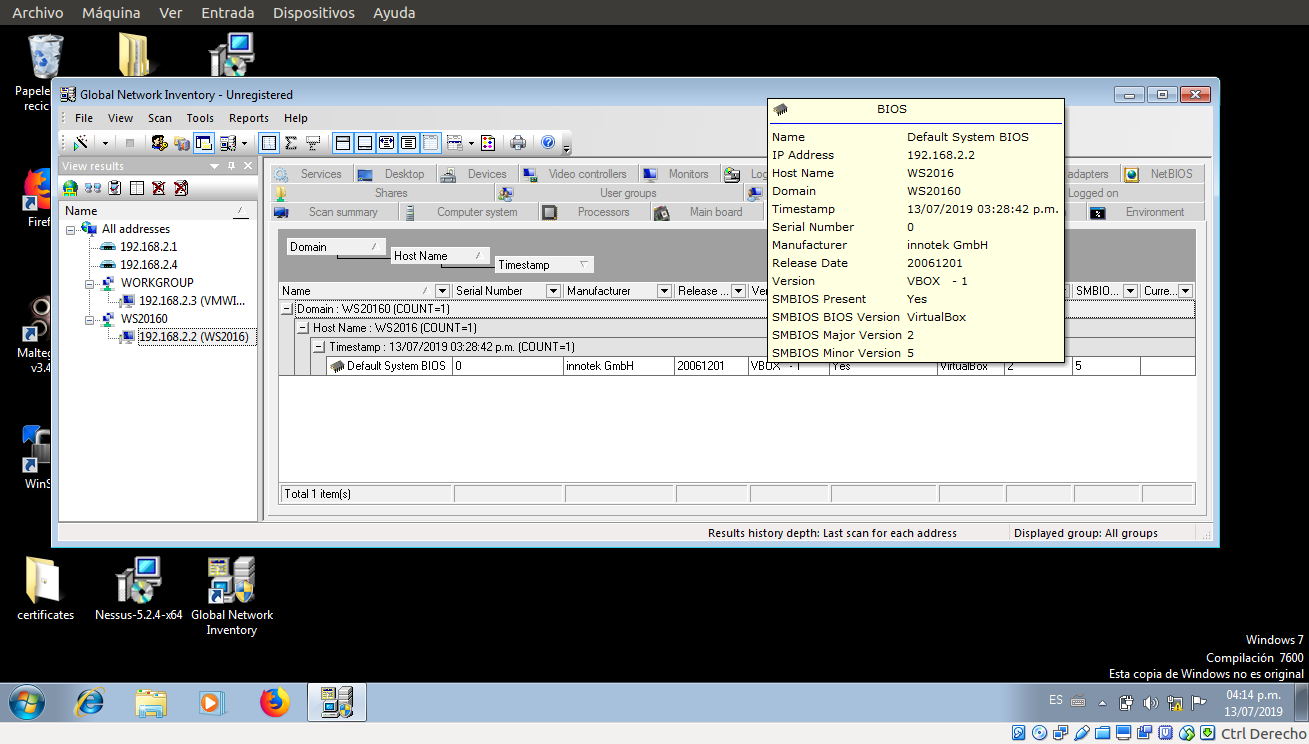 Archivo Máquina Ver Entrada Dispositivos Ayuda
Papele
recic
Global Network Inventory - Unregistered
File View Scan Tools Reports Help
View results
Name
All addresses
192.168.2.1
192.168.2.4
WORKGROUP
192.168.2.3 (VMWI...
WS20160
192.168.2.2 (WS2016)
Services Desktop Devices Video controllers Monitors Log adapters NetBIOS
Shares User groups Logged on
Scan summary Computer system Processors Main board Environment
Domain
Host Name
Timestamp
Name Serial Number Manufacturer Release ... Ver SMBIO... Curre...
Domain : WS20160 (COUNT=1)
Host Name : WS2016 (COUNT=1)
Timestamp : 13/07/2019 03:28:42 p.m. (COUNT=1)
Default System BIOS 0 innotek GmbH 20061201 VBOX - 1 Yes VirtualBox 2 5
Total 1 item(s)
Results history depth: Last scan for each address Displayed group: All groups
BIOS
Name Default System BIOS
IP Address 192.168.2.2
Host Name WS2016
Domain WS20160
Timestamp 13/07/2019 03:28:42 p.m.
Serial Number 0
Manufacturer innotek GmbH
Release Date 20061201
Version VBOX - 1
SMBIOS Present Yes
SMBIOS BIOS Version VirtualBox
SMBIOS Major Version 2
SMBIOS Minor Version 5
Firef
Malteg
v3.4
WinS
certificates
Nessus-5.2.4-x64
Global Network
Inventory
Windows 7
Compilación 7600
Esta copia de Windows no es original
ES
04:14 p.m.
13/07/2019
Ctrl Derecho